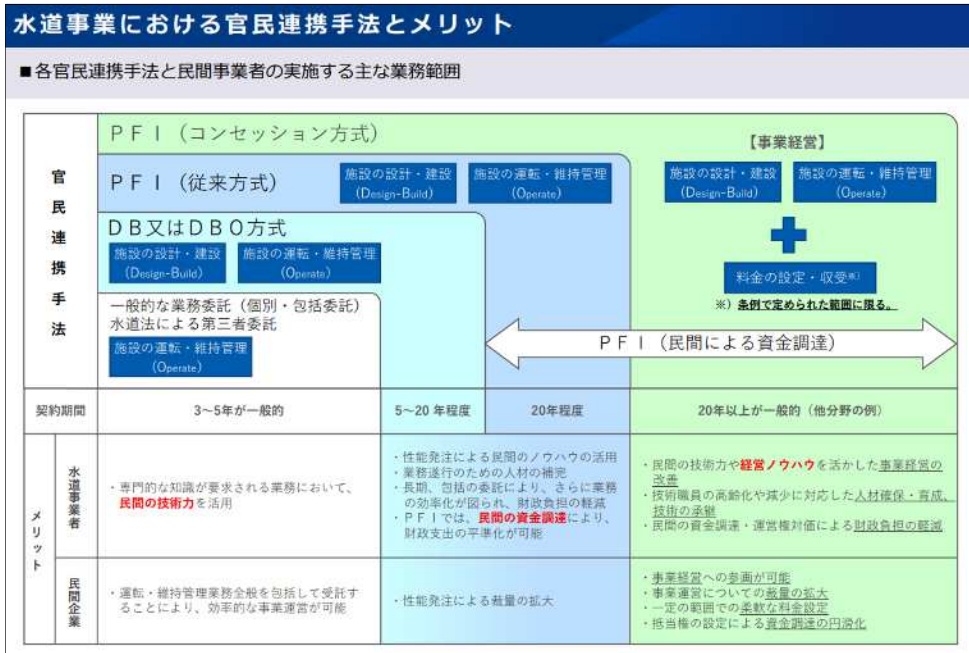 水道事業における官民連携手法とメリット
■各官民連携手法と民間事業者の実施する主な業務範囲
官民連携手法
ＰＦＩ（コンセッション方式）
【事業経営】
施設の設計・建設
(Design-Build)
施設の運転・維持管理
(Operate)
料金の設定・収受※）
※）条例で定められた範囲に限る。
ＰＦＩ（従来方式）
施設の設計・建設
(Design-Build)
施設の運転・維持管理
(Operate)
ＤＢ又はＤＢＯ方式
施設の設計・建設
(Design-Build)
施設の運転・維持管理
(Operate)
一般的な業務委託（個別・包括委託）
水道法による第三者委託
施設の運転・維持管理
(Operate)
ＰＦＩ（民間による資金調達）
契約期間
3～5年が一般的
5～20 年程度
20年程度
20年以上が一般的（他分野の例）
メリット
水道事業者
・専門的な知識が要求される業務において、
民間の技術力を活用
・性能発注による民間のノウハウの活用
・業務遂行のための人材の補完
・長期、包括の委託により、さらに業務
の効率化が図られ、財政負担の軽減
・ＰＦＩでは、民間の資金調達により、
財政支出の平準化が可能
・民間の技術力や経営ノウハウを活かした事業経営の
改善
・技術職員の高齢化や減少に対応した人材確保・育成、
技術の承継
・民間の資金調達・運営権対価による財政負担の軽減
民間企業
・運転・維持管理業務全般を包括して受託す
ることにより、効率的な事業運営が可能
・性能発注による裁量の拡大
・事業経営への参画が可能
・事業運営についての裁量の拡大
・一定の範囲での柔軟な料金設定
・抵当権の設定による資金調達の円滑化